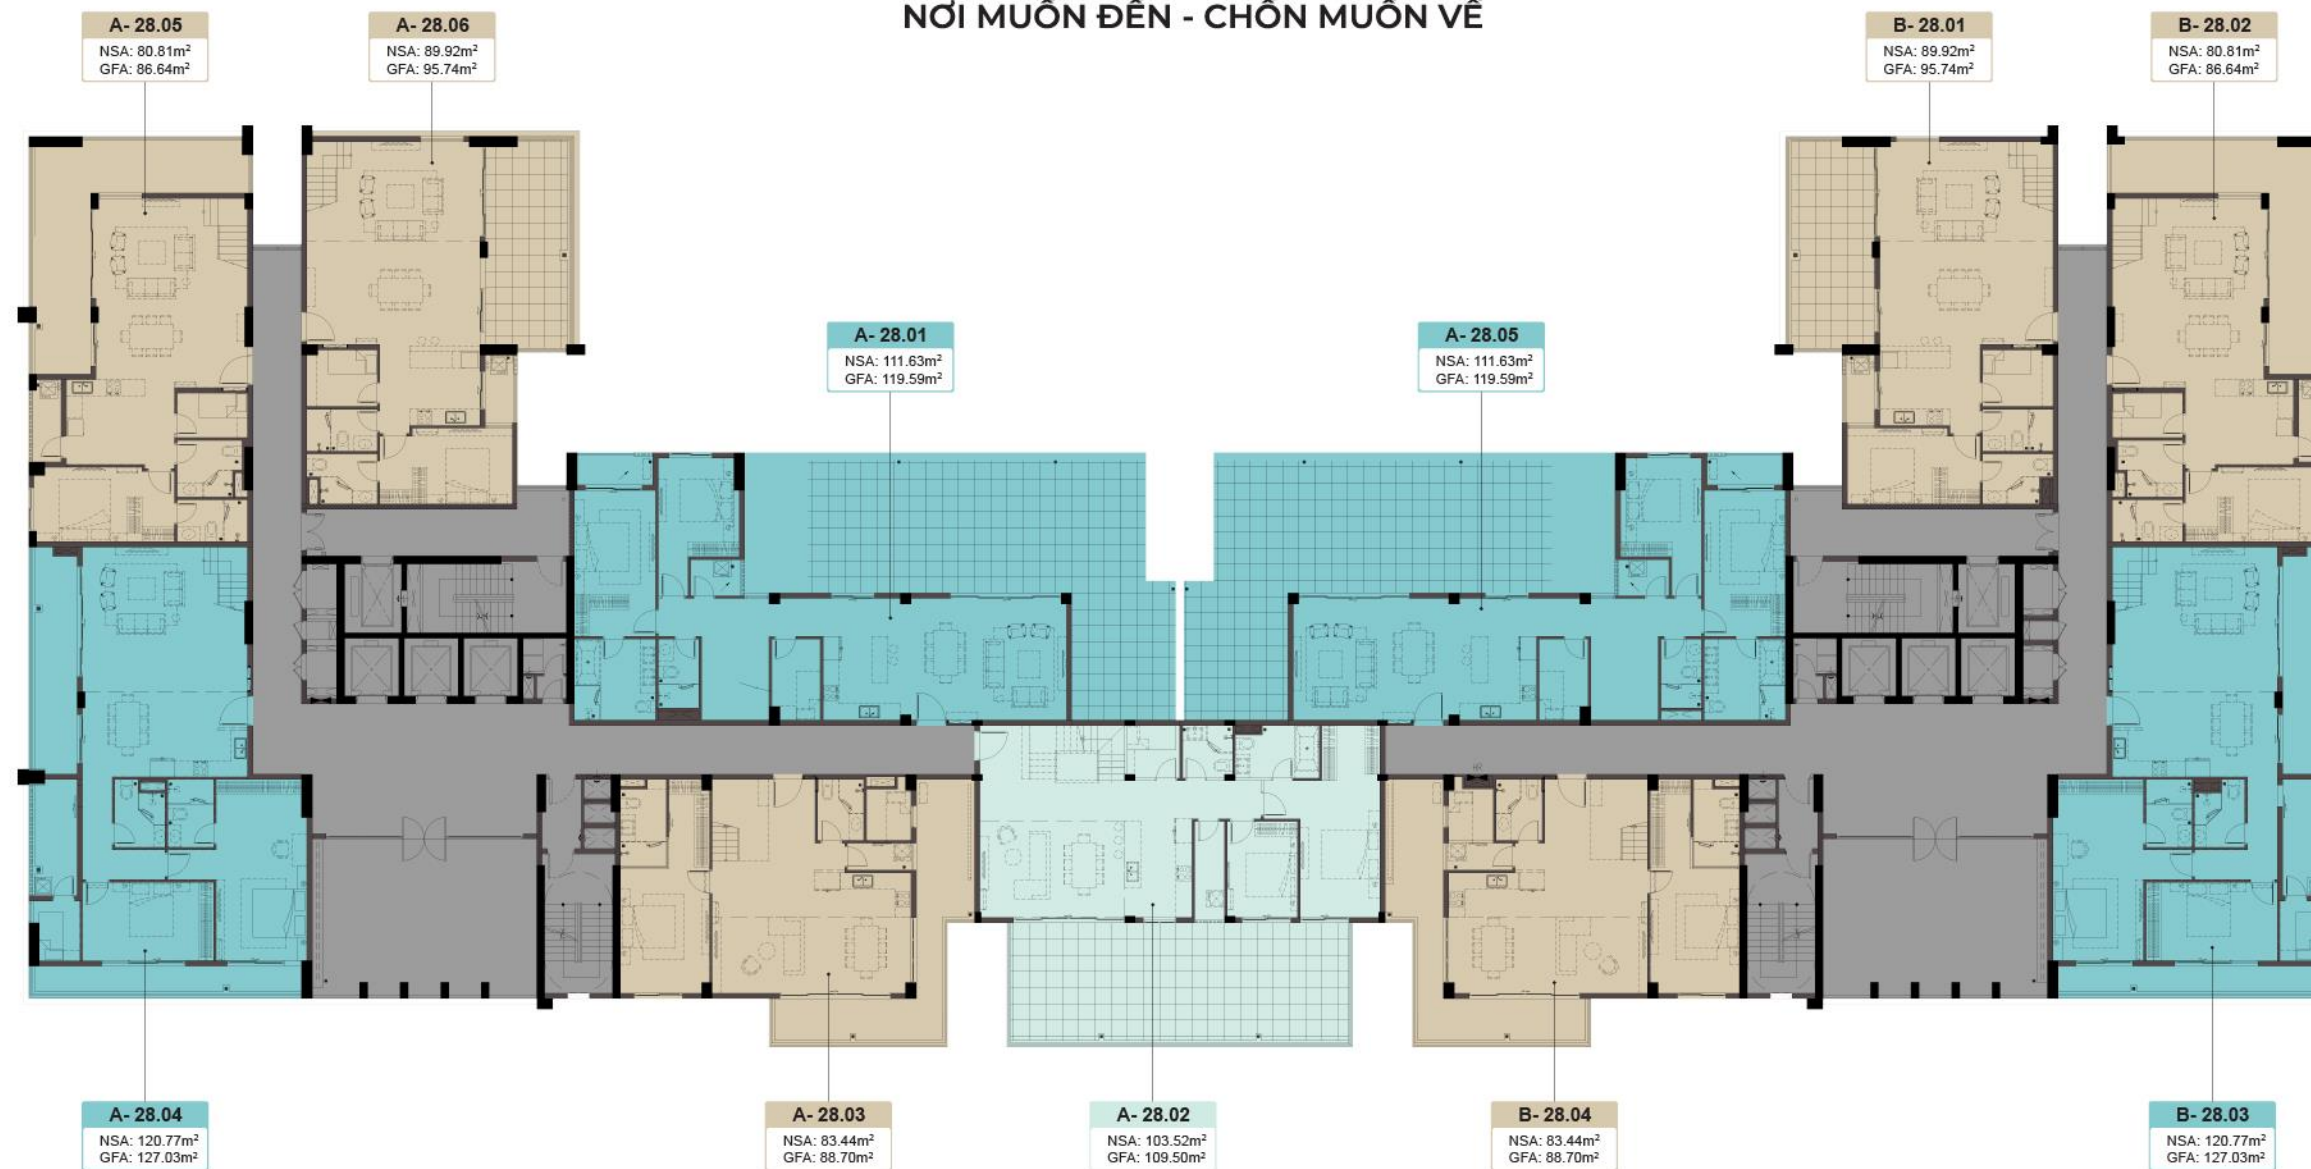 NƠI MUỐN ĐẾN - CHỐN MUỐN VỀ
A- 28.05
NSA: 80.81m²
GFA: 86.64m²
A- 28.06
NSA: 89.92m²
GFA: 95.74m²
B- 28.01
NSA: 89.92m²
GFA: 95.74m²
B- 28.02
NSA: 80.81m²
GFA: 86.64m²
A- 28.01
NSA: 111.63m²
GFA: 119.59m²
A- 28.05
NSA: 111.63m²
GFA: 119.59m²
A- 28.04
NSA: 120.77m²
GFA: 127.03m²
A- 28.03
NSA: 83.44m²
GFA: 88.70m²
A- 28.02
NSA: 103.52m²
GFA: 109.50m²
B- 28.04
NSA: 83.44m²
GFA: 88.70m²
B- 28.03
NSA: 120.77m²
GFA: 127.03m²